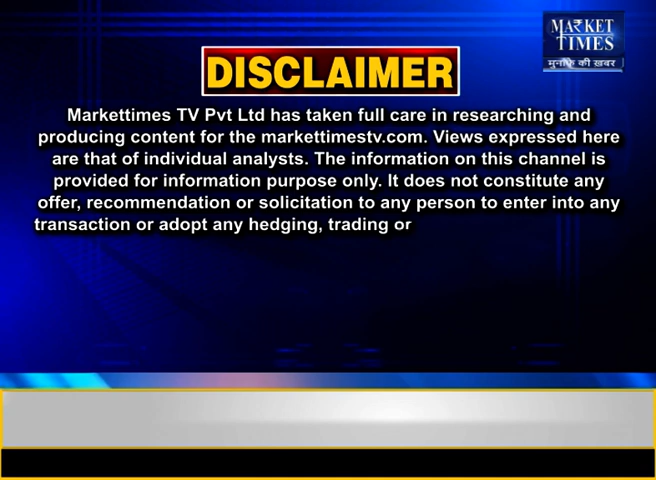 MARKET
TIMES
मुनाफे की ख़बर
DISCLAIMER
Markettimes TV Pvt Ltd has taken full care in researching and
producing content for the markettimestv.com. Views expressed here
are that of individual analysts. The information on this channel is
provided for information purpose only. It does not constitute any
offer, recommendation or solicitation to any person to enter into any
transaction or adopt any hedging, trading or